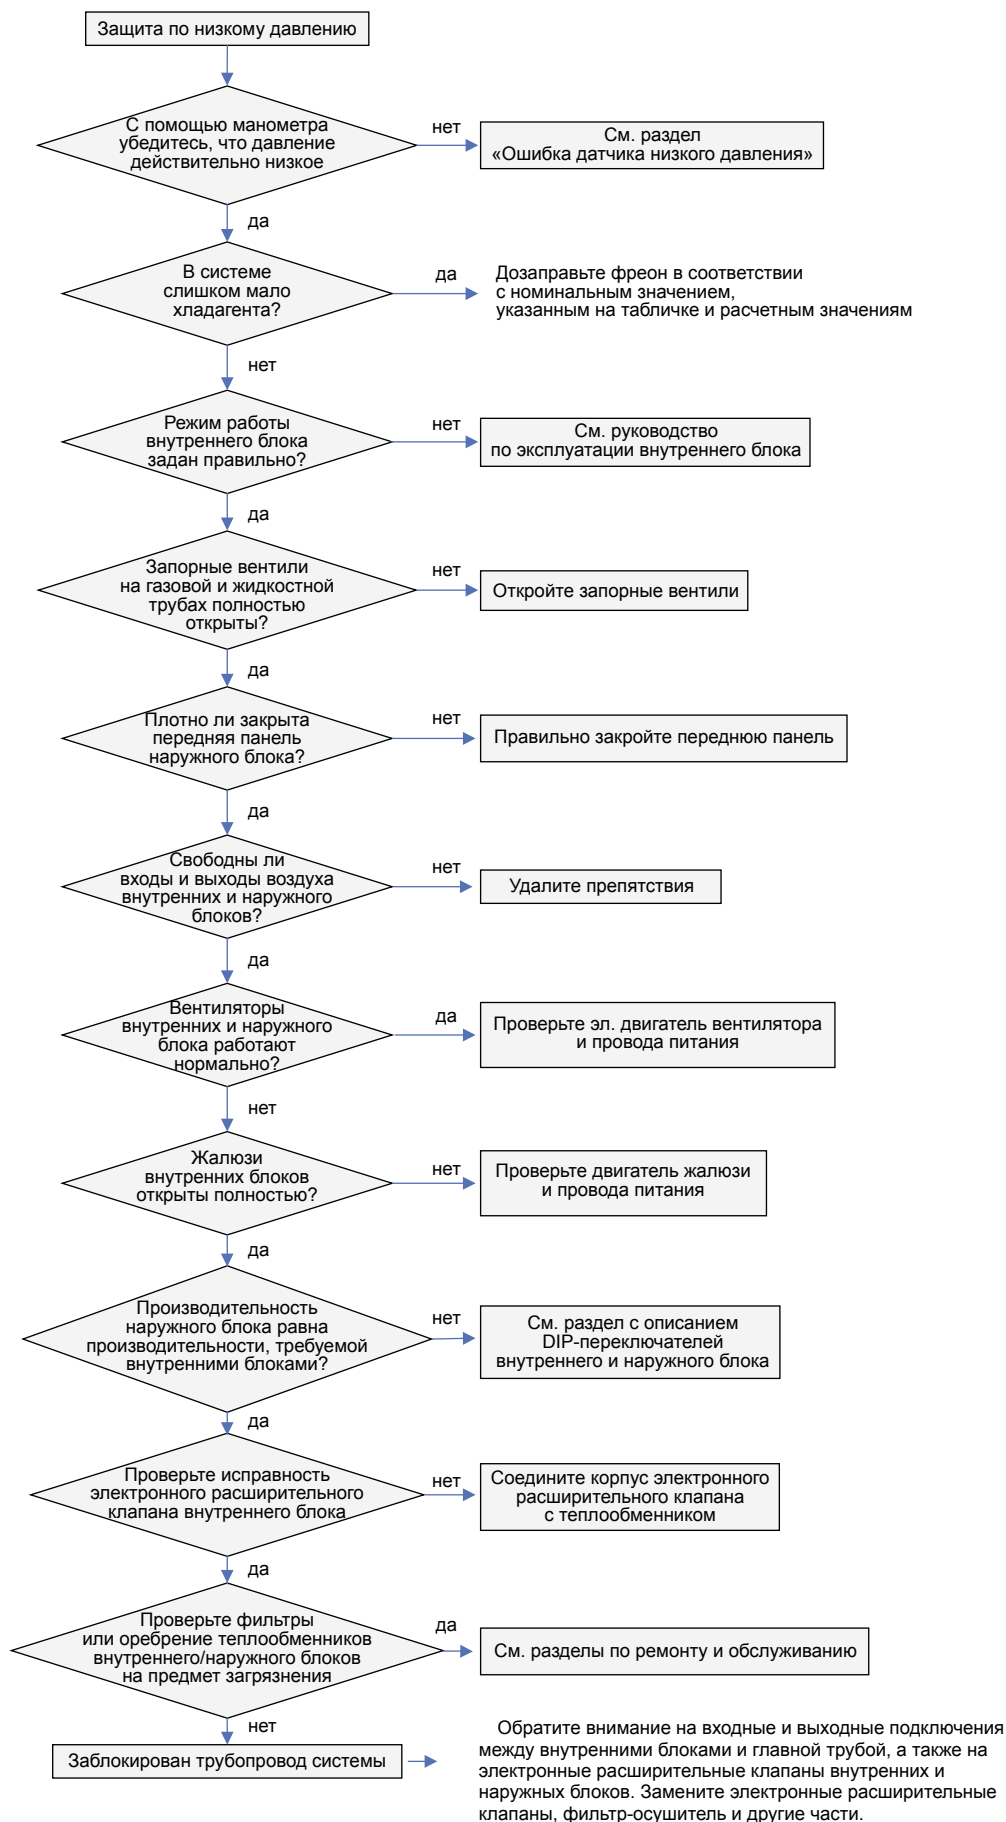 Защита по низкому давлению
С помощью манометра
убедитесь, что давление
действительно низкое
нет
См. раздел
«Ошибка датчика низкого давления»
да
В системе
слишком мало
хладагента?
да
Дозаправьте фреон в соответствии
с номинальным значением,
указанным на табличке и расчетным значениям
нет
Режим работы
внутреннего блока
задан правильно?
нет
См. руководство
по эксплуатации внутреннего блока
да
Запорные вентили
на газовой и жидкостной
трубах полностью
открыты?
нет
Откройте запорные вентили
да
Плотно ли закрыта
передняя панель
наружного блока?
нет
Правильно закройте переднюю панель
да
Свободны ли
входы и выходы воздуха
внутренних и наружного
блоков?
нет
Удалите препятствия
да
Вентиляторы
внутренних и наружного
блока работают
нормально?
да
Проверьте эл. двигатель вентилятора
и провода питания
нет
Жалюзи
внутренних блоков
открыты полностью?
нет
Проверьте двигатель жалюзи
и провода питания
да
Производительность
наружного блока равна
производительности, требуемой
внутренними блоками?
нет
См. раздел с описанием
DIP-переключателей
внутреннего и наружного блока
да
Проверьте исправность
электронного расширительного
клапана внутреннего блока
нет
Соедините корпус электронного
расширительного клапана
с теплообменником
да
Проверьте фильтры
или оребрение теплообменников
внутреннего/наружного блоков
на предмет загрязнения
да
См. разделы по ремонту и обслуживанию
нет
Заблокирован трубопровод системы
Обратите внимание на входные и выходные подключения
между внутренними блоками и главной трубой, а также на
электронные расширительные клапаны внутренних и
наружных блоков. Замените электронные расширительные
клапаны, фильтр-осушитель и другие части.